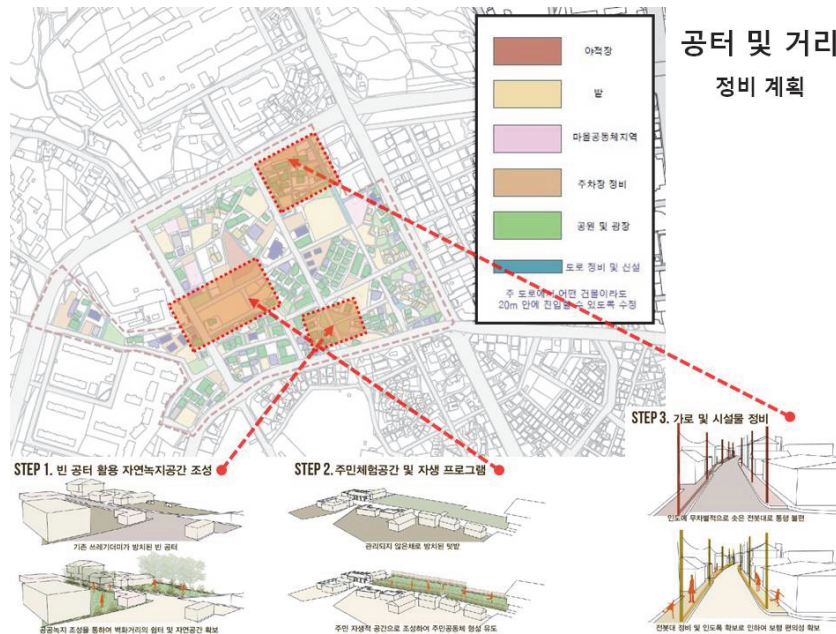 공터 및 거리
정비 계획
야적장
밭
마을공동체지역
주차장 정비
공원 및 광장
도로 정비 및 신설
주 도로에서 어떤 건물이라도
20m 안에 진입할 수 있도록 수정
STEP 1. 빈 공터 활용 자연녹지공간 조성
기존 쓰레기더미가 방치된 빈 공터
공공녹지 조성을 통하여 벽화거리의 쉼터 및 자연공간 확보
STEP 2. 주민체험공간 및 자생 프로그램
관리되지 않은채로 방치된 텃밭
주민 자생적 공간으로 조성하여 주민공동체 형성 유도
STEP 3. 가로 및 시설물 정비
인도에 무차별적으로 솟은 전봇대로 통행 불편
전봇대 정비 및 인도폭 확보로 인하여 보행 편의성 확보